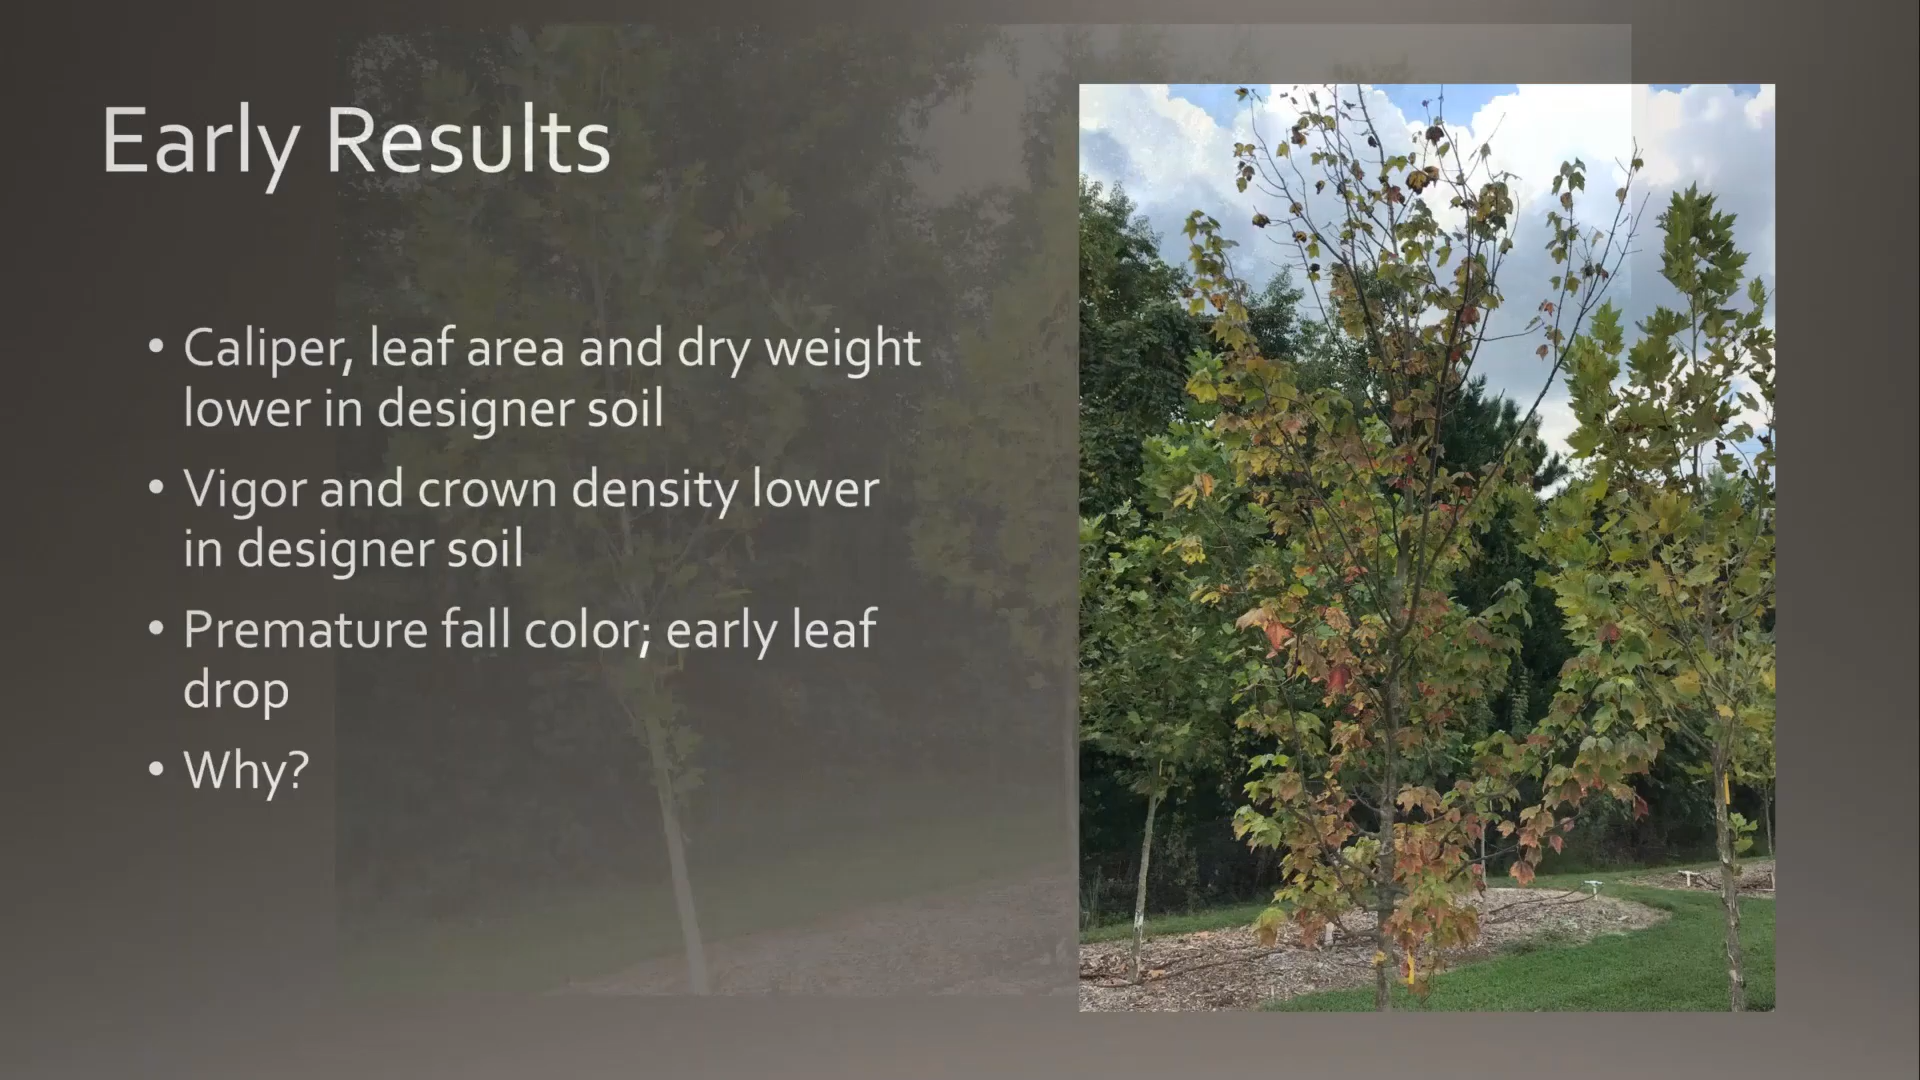 Early Results
• Caliper, leaf area and dry weight
lower in designer soil
• Vigor and crown density lower
in designer soil
• Premature fall color; early leaf
drop
• Why?